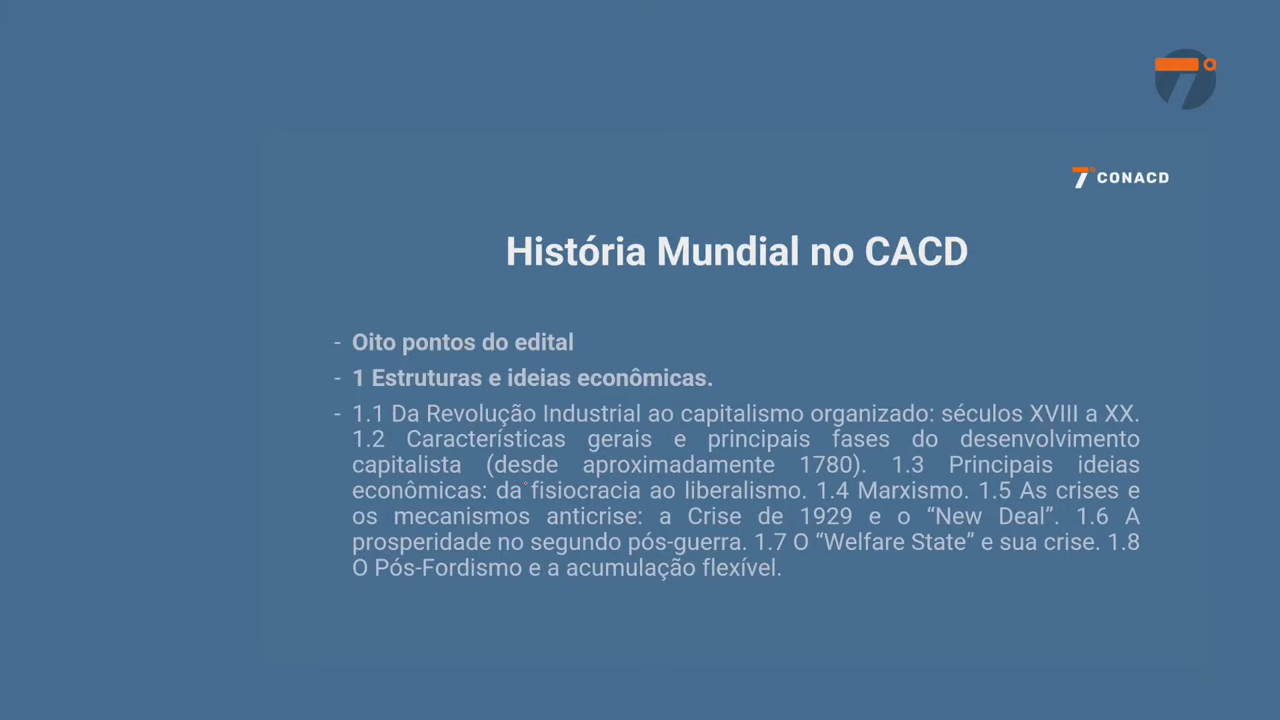 7° CONACD
História Mundial no CACD
- Oito pontos do edital
- 1 Estruturas e ideias econômicas.
- 1.1 Da Revolução Industrial ao capitalismo organizado: séculos XVIII a XX.
1.2 Características gerais e principais fases do desenvolvimento
capitalista (desde aproximadamente 1780). 1.3 Principais ideias
econômicas: da fisiocracia ao liberalismo. 1.4 Marxismo. 1.5 As crises e
os mecanismos anticrise: a Crise de 1929 e o “New Deal”. 1.6 A
prosperidade no segundo pós-guerra. 1.7 O “Welfare State” e sua crise. 1.8
O Pós-Fordismo e a acumulação flexível.